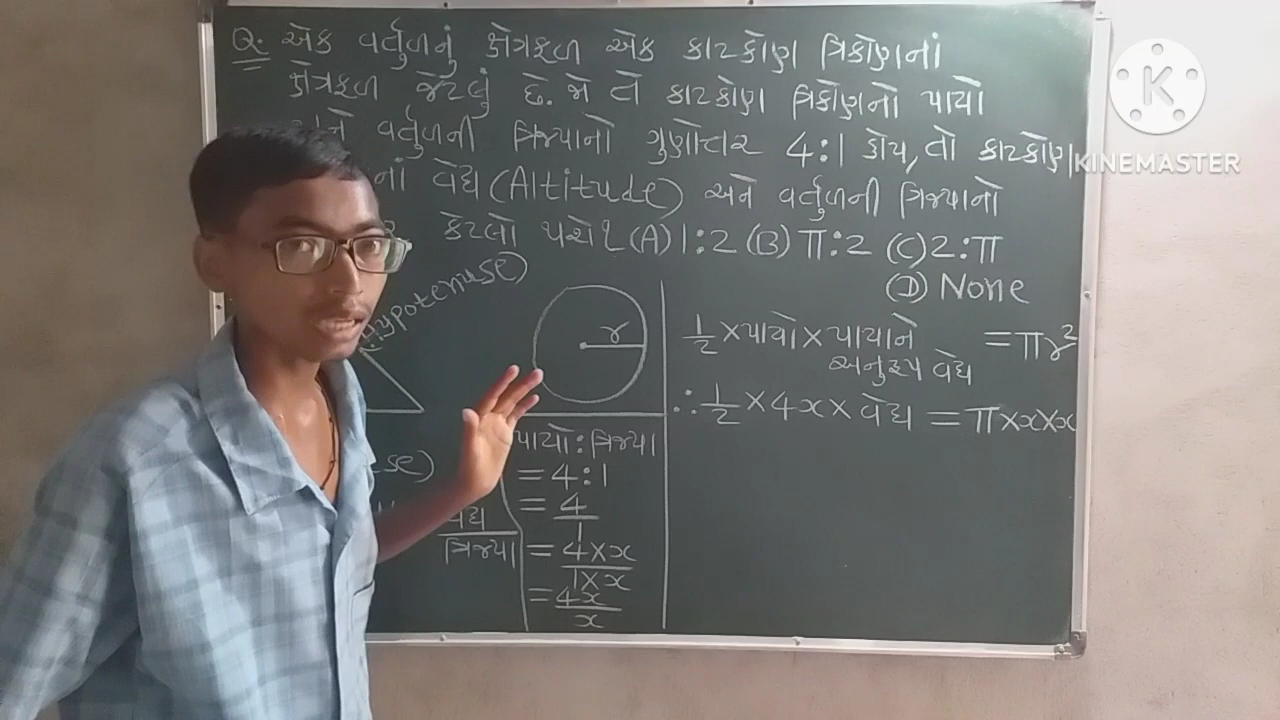 Q. એક વર્તુળનું ક્ષેત્રફળ એક કાટકોણ ત્રિકોણનાં
ક્ષેત્રફળ જેટલું છે. જો તે કાટકોણ ત્રિકોણનો પાયો
અને વર્તુળની ત્રિજ્યાનો ગુણોત્તર 4:1 હોય, તો કાટકોણ
નાં વેધ (Altitude) અને વર્તુળની ત્રિજ્યાનો
કેટલો થશે? (A) 1:2 (B) π:2 (C) 2:π
(D) None
Hypotenuse)
r
1/2 × પાયો × પાયાને અનુરૂપ વેધ = πr²
∴ 1/2 × 4x × વેધ = π × x × x
વેધ/ત્રિજ્યા
પાયો : ત્રિજ્યા
= 4:1
= 4/1
= 4×x/1×x
= 4x/x
K
KINEMASTER